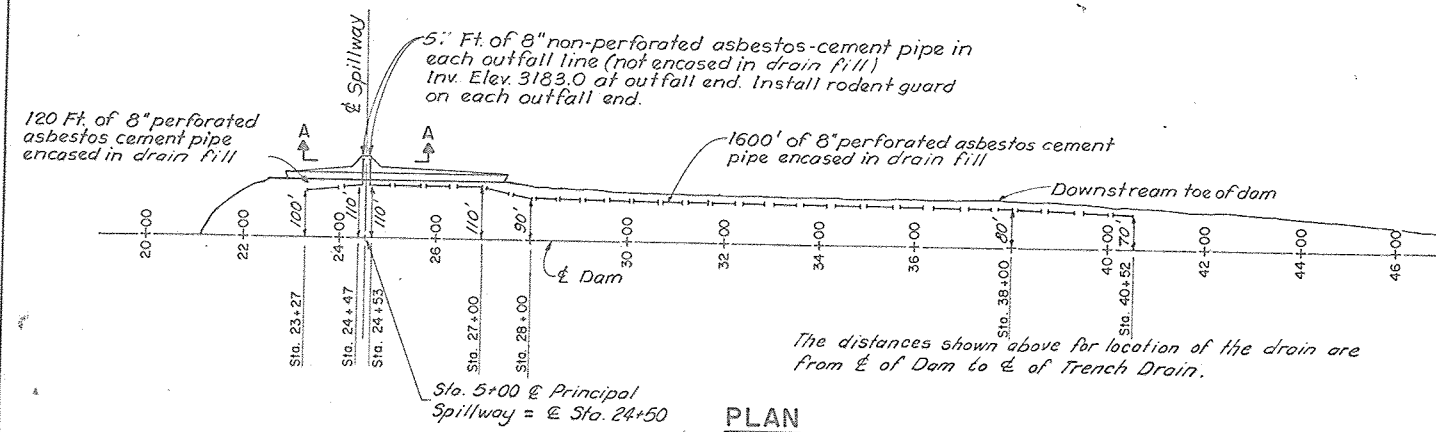 ℄ Spillway
5." Ft. of 8" non-perforated asbestos-cement pipe in
each outfall line (not encased in drain fill)
Inv. Elev. 3183.0 at outfall end. Install rodent guard
on each outfall end.
120 Ft. of 8" perforated
asbestos cement pipe
encased in drain fill
A
A
1600' of 8" perforated asbestos cement
pipe encased in drain fill
Downstream toe of dam
100'
110'
110'
110'
90'
80'
70'
20+00
22+00
24+00
26+00
30+00
32+00
34+00
36+00
40+00
42+00
44+00
46+00
℄ Dam
Sta. 23+27
Sta. 24+47
Sta. 24+53
Sta. 27+00
Sta. 28+00
Sta. 38+00
Sta. 40+52
The distances shown above for location of the drain are
from ℄ of Dam to ℄ of Trench Drain.
Sta. 5+00 ℄ Principal
Spillway = ℄ Sta. 24+50
PLAN